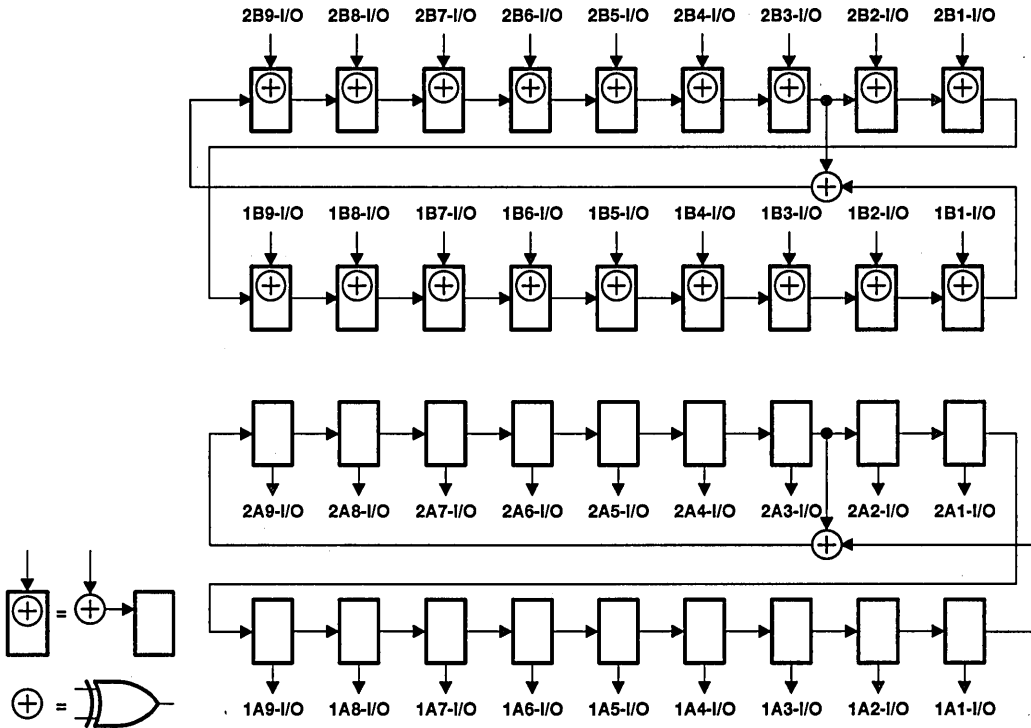 2B9-I/O 2B8-I/O 2B7-I/O 2B6-I/O 2B5-I/O 2B4-I/O 2B3-I/O 2B2-I/O 2B1-I/O
1B9-I/O 1B8-I/O 1B7-I/O 1B6-I/O 1B5-I/O 1B4-I/O 1B3-I/O 1B2-I/O 1B1-I/O
2A9-I/O 2A8-I/O 2A7-I/O 2A6-I/O 2A5-I/O 2A4-I/O 2A3-I/O 2A2-I/O 2A1-I/O
=
=
1A9-I/O 1A8-I/O 1A7-I/O 1A6-I/O 1A5-I/O 1A4-I/O 1A3-I/O 1A2-I/O 1A1-I/O